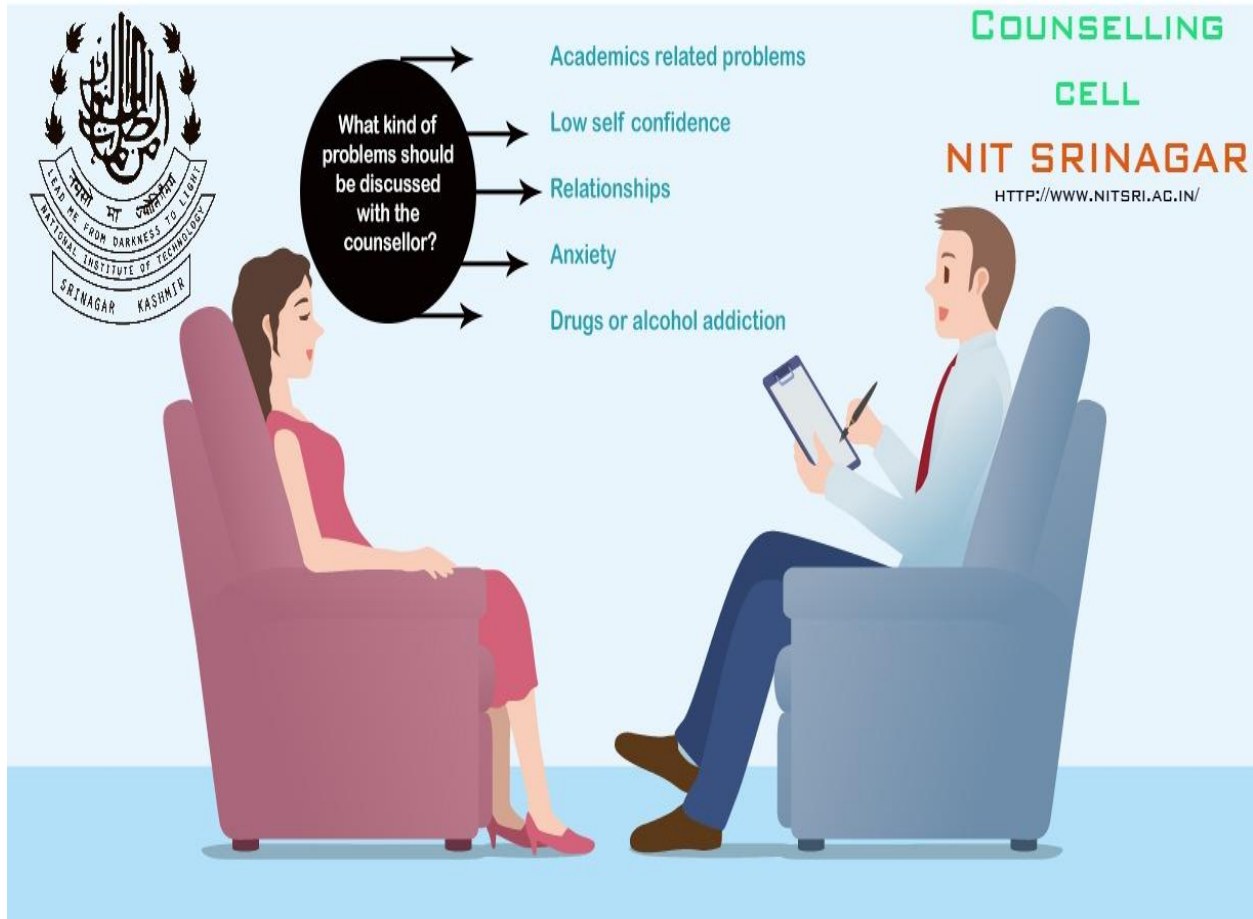 नमसो मा ज्योतिर्गमय
LEAD ME FROM DARKNESS TO LIGHT
NATIONAL INSTITUTE OF TECHNOLOGY
SRINAGAR KASHMIR
What kind of
problems should
be discussed
with the
counsellor?
Academics related problems
Low self confidence
Relationships
Anxiety
Drugs or alcohol addiction
COUNSELLING
CELL
NIT SRINAGAR
HTTP://WWW.NITSRI.AC.IN/